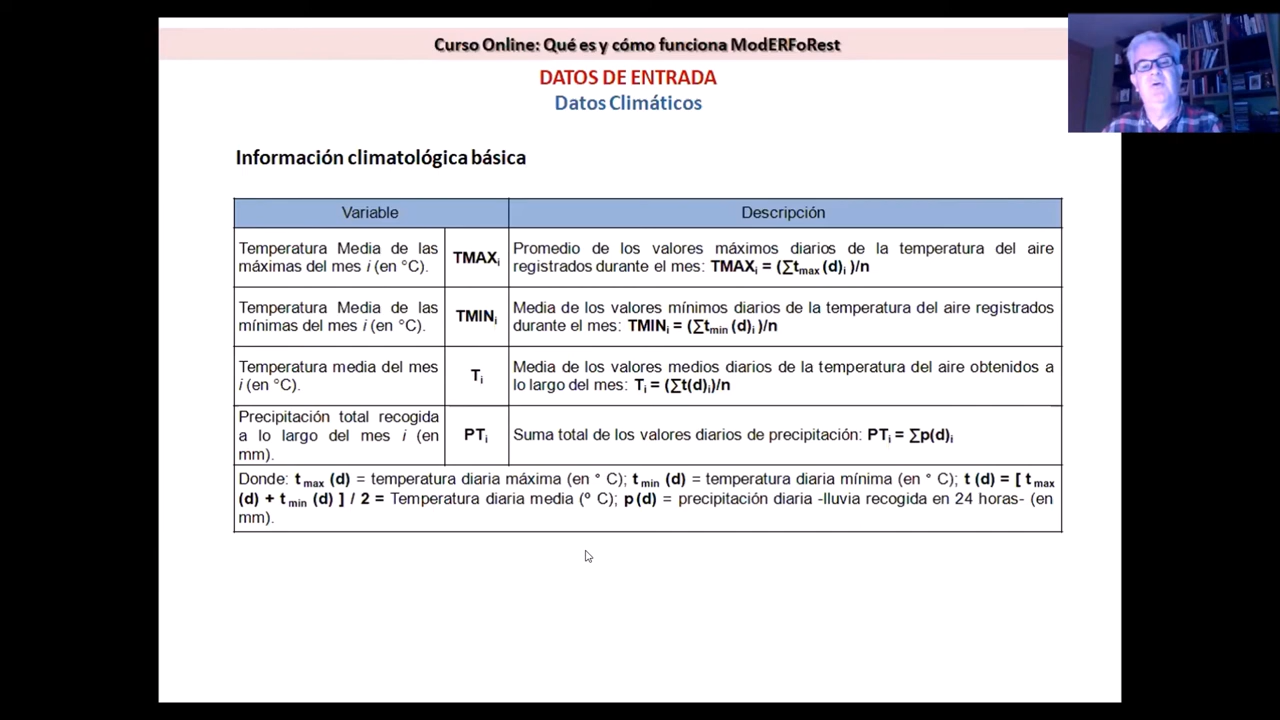 Curso Online: Qué es y cómo funciona ModERFoRest
DATOS DE ENTRADA
Datos Climáticos
Información climatológica básica
Variable
Descripción
Temperatura Media de las
máximas del mes i (en °C).
TMAXi
Promedio de los valores máximos diarios de la temperatura del aire
registrados durante el mes: TMAXi = (∑tmax (d)i )/n
Temperatura Media de las
mínimas del mes i (en °C).
TMINi
Media de los valores mínimos diarios de la temperatura del aire registrados
durante el mes: TMINi = (∑tmin (d)i )/n
Temperatura media del mes
i (en °C).
Ti
Media de los valores medios diarios de la temperatura del aire obtenidos a
lo largo del mes: Ti = (∑t(d)i)/n
Precipitación total recogida
a lo largo del mes i (en
mm).
PTi
Suma total de los valores diarios de precipitación: PTi = ∑p(d)i
Donde: t max (d) = temperatura diaria máxima (en ° C); t min (d) = temperatura diaria mínima (en ° C); t (d) = [ t max
(d) + t min (d) ] / 2 = Temperatura diaria media (º C); p (d) = precipitación diaria -lluvia recogida en 24 horas- (en
mm).